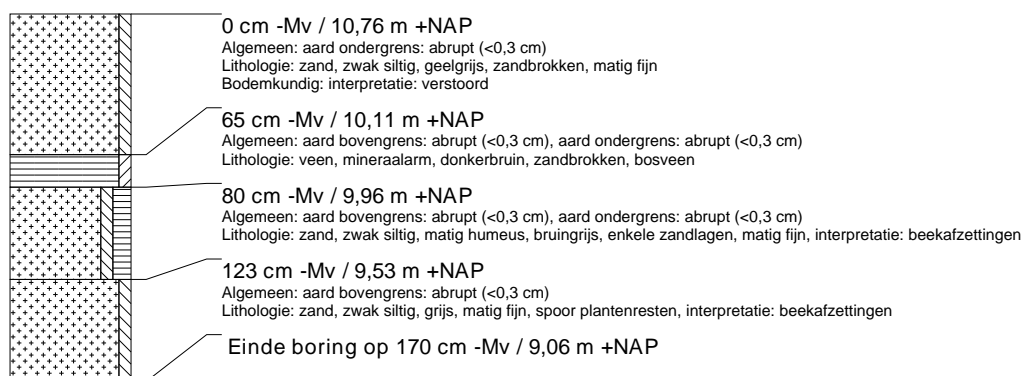 0 cm -Mv / 10,76 m +NAP
Algemeen: aard ondergrens: abrupt (<0,3 cm)
Lithologie: zand, zwak siltig, geelgrijs, zandbrokken, matig fijn
Bodemkundig: interpretatie: verstoord
65 cm -Mv / 10,11 m +NAP
Algemeen: aard bovengrens: abrupt (<0,3 cm), aard ondergrens: abrupt (<0,3 cm)
Lithologie: veen, mineraalarm, donkerbruin, zandbrokken, bosveen
80 cm -Mv / 9,96 m +NAP
Algemeen: aard bovengrens: abrupt (<0,3 cm), aard ondergrens: abrupt (<0,3 cm)
Lithologie: zand, zwak siltig, matig humeus, bruingrijs, enkele zandlagen, matig fijn, interpretatie: beekafzettingen
123 cm -Mv / 9,53 m +NAP
Algemeen: aard bovengrens: abrupt (<0,3 cm)
Lithologie: zand, zwak siltig, grijs, matig fijn, spoor plantenresten, interpretatie: beekafzettingen
Einde boring op 170 cm -Mv / 9,06 m +NAP